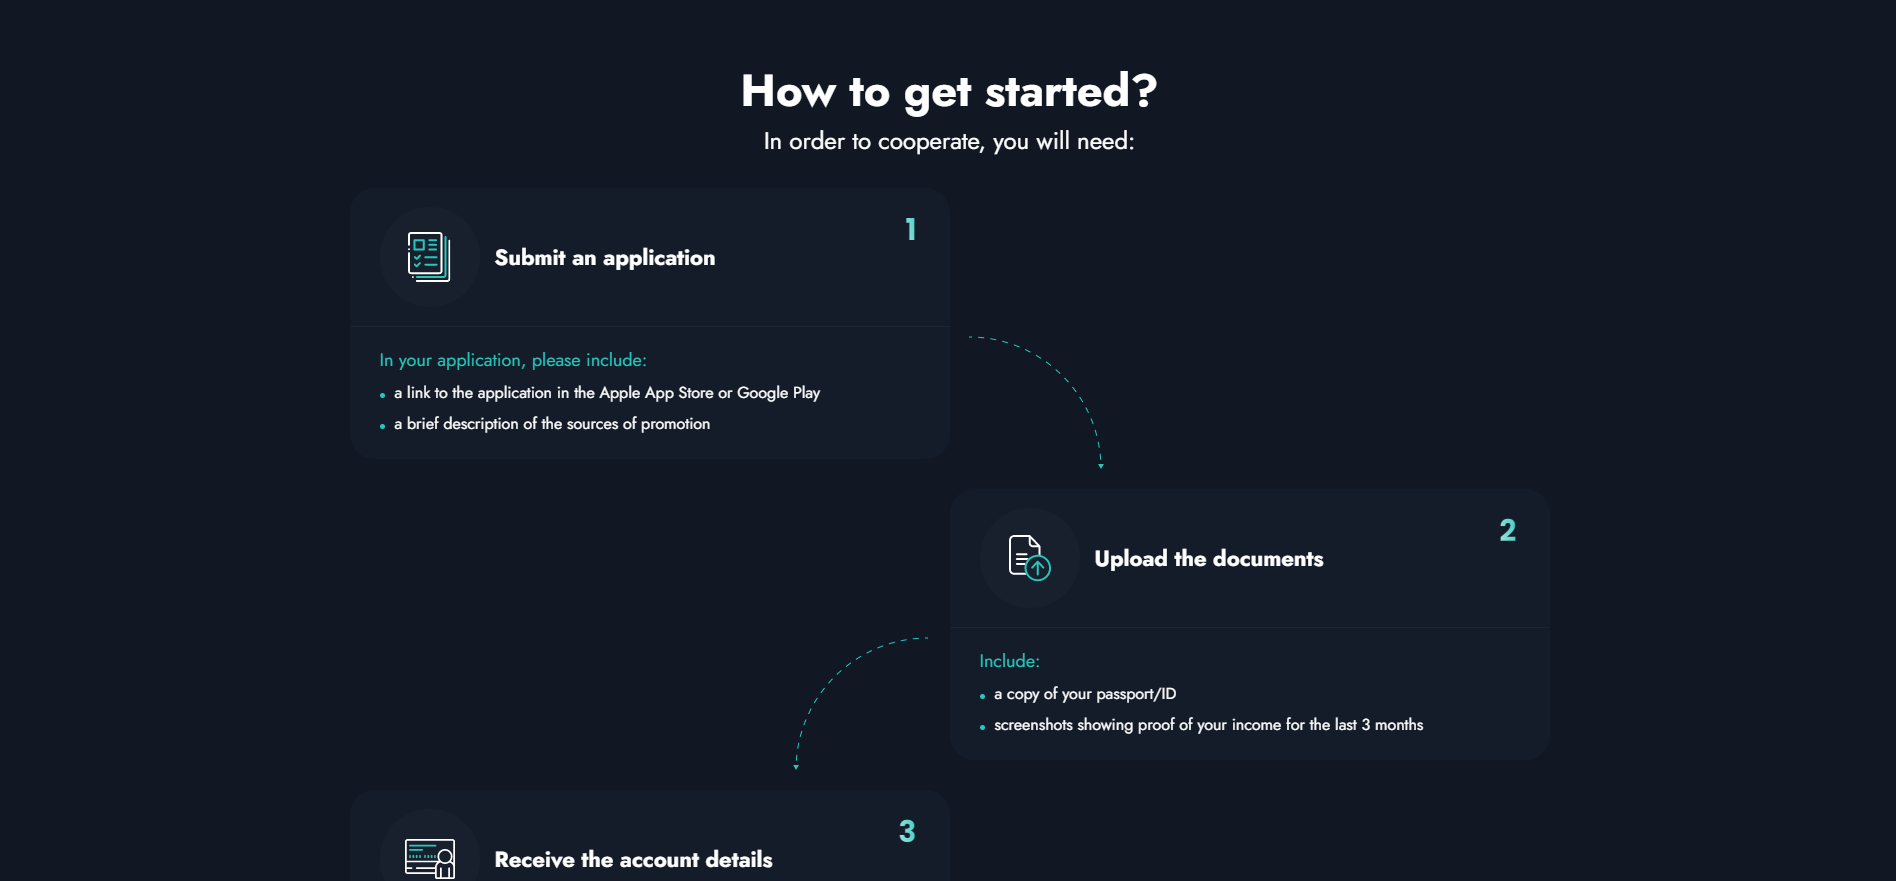 How to get started?
In order to cooperate, you will need:
1
Submit an application
In your application, please include:
a link to the application in the Apple App Store or Google Play
a brief description of the sources of promotion
2
Upload the documents
Include:
a copy of your passport/ID
screenshots showing proof of your income for the last 3 months
3
Receive the account details